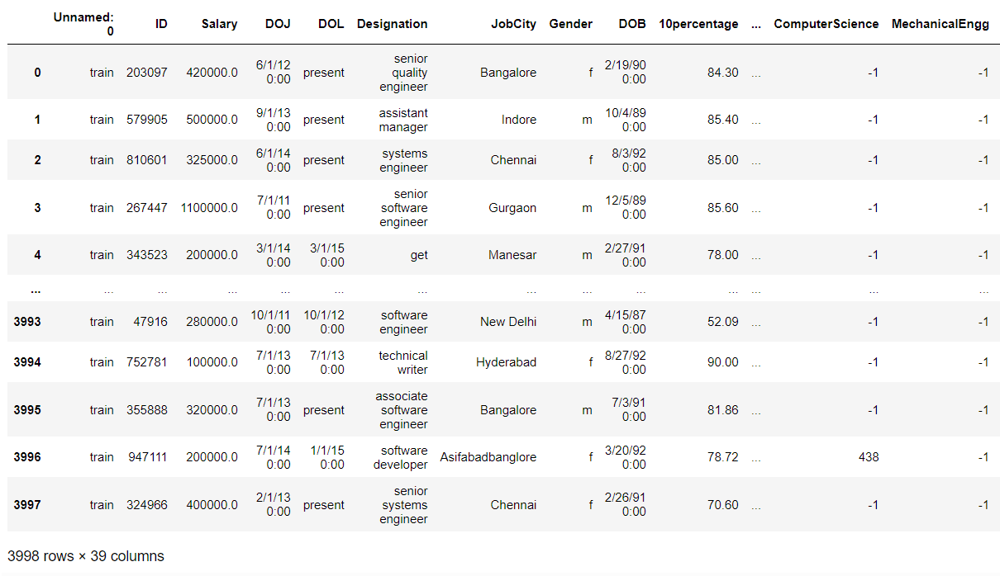 Unnamed: 0 ID Salary DOJ DOL Designation JobCity Gender DOB 10percentage ... ComputerScience MechanicalEngg
0 train 203097 420000.0 6/1/12 0:00 present senior quality engineer Bangalore f 2/19/90 0:00 84.30 ... -1 -1
1 train 579905 500000.0 9/1/13 0:00 present assistant manager Indore m 10/4/89 0:00 85.40 ... -1 -1
2 train 810601 325000.0 6/1/14 0:00 present systems engineer Chennai f 8/3/92 0:00 85.00 ... -1 -1
3 train 267447 1100000.0 7/1/11 0:00 present senior software engineer Gurgaon m 12/5/89 0:00 85.60 ... -1 -1
4 train 343523 200000.0 3/1/14 0:00 3/1/15 0:00 get Manesar m 2/27/91 0:00 78.00 ... -1 -1
... ... ... ... ... ... ... ... ... ... ... ... ... ...
3993 train 47916 280000.0 10/1/11 0:00 10/1/12 0:00 software engineer New Delhi m 4/15/87 0:00 52.09 ... -1 -1
3994 train 752781 100000.0 7/1/13 0:00 7/1/13 0:00 technical writer Hyderabad f 8/27/92 0:00 90.00 ... -1 -1
3995 train 355888 320000.0 7/1/13 0:00 present associate software engineer Bangalore m 7/3/91 0:00 81.86 ... -1 -1
3996 train 947111 200000.0 7/1/14 0:00 1/1/15 0:00 software developer Asifabadbanglore f 3/20/92 0:00 78.72 ... 438 -1
3997 train 324966 400000.0 2/1/13 0:00 present senior systems engineer Chennai f 2/26/91 0:00 70.60 ... -1 -1
3998 rows × 39 columns